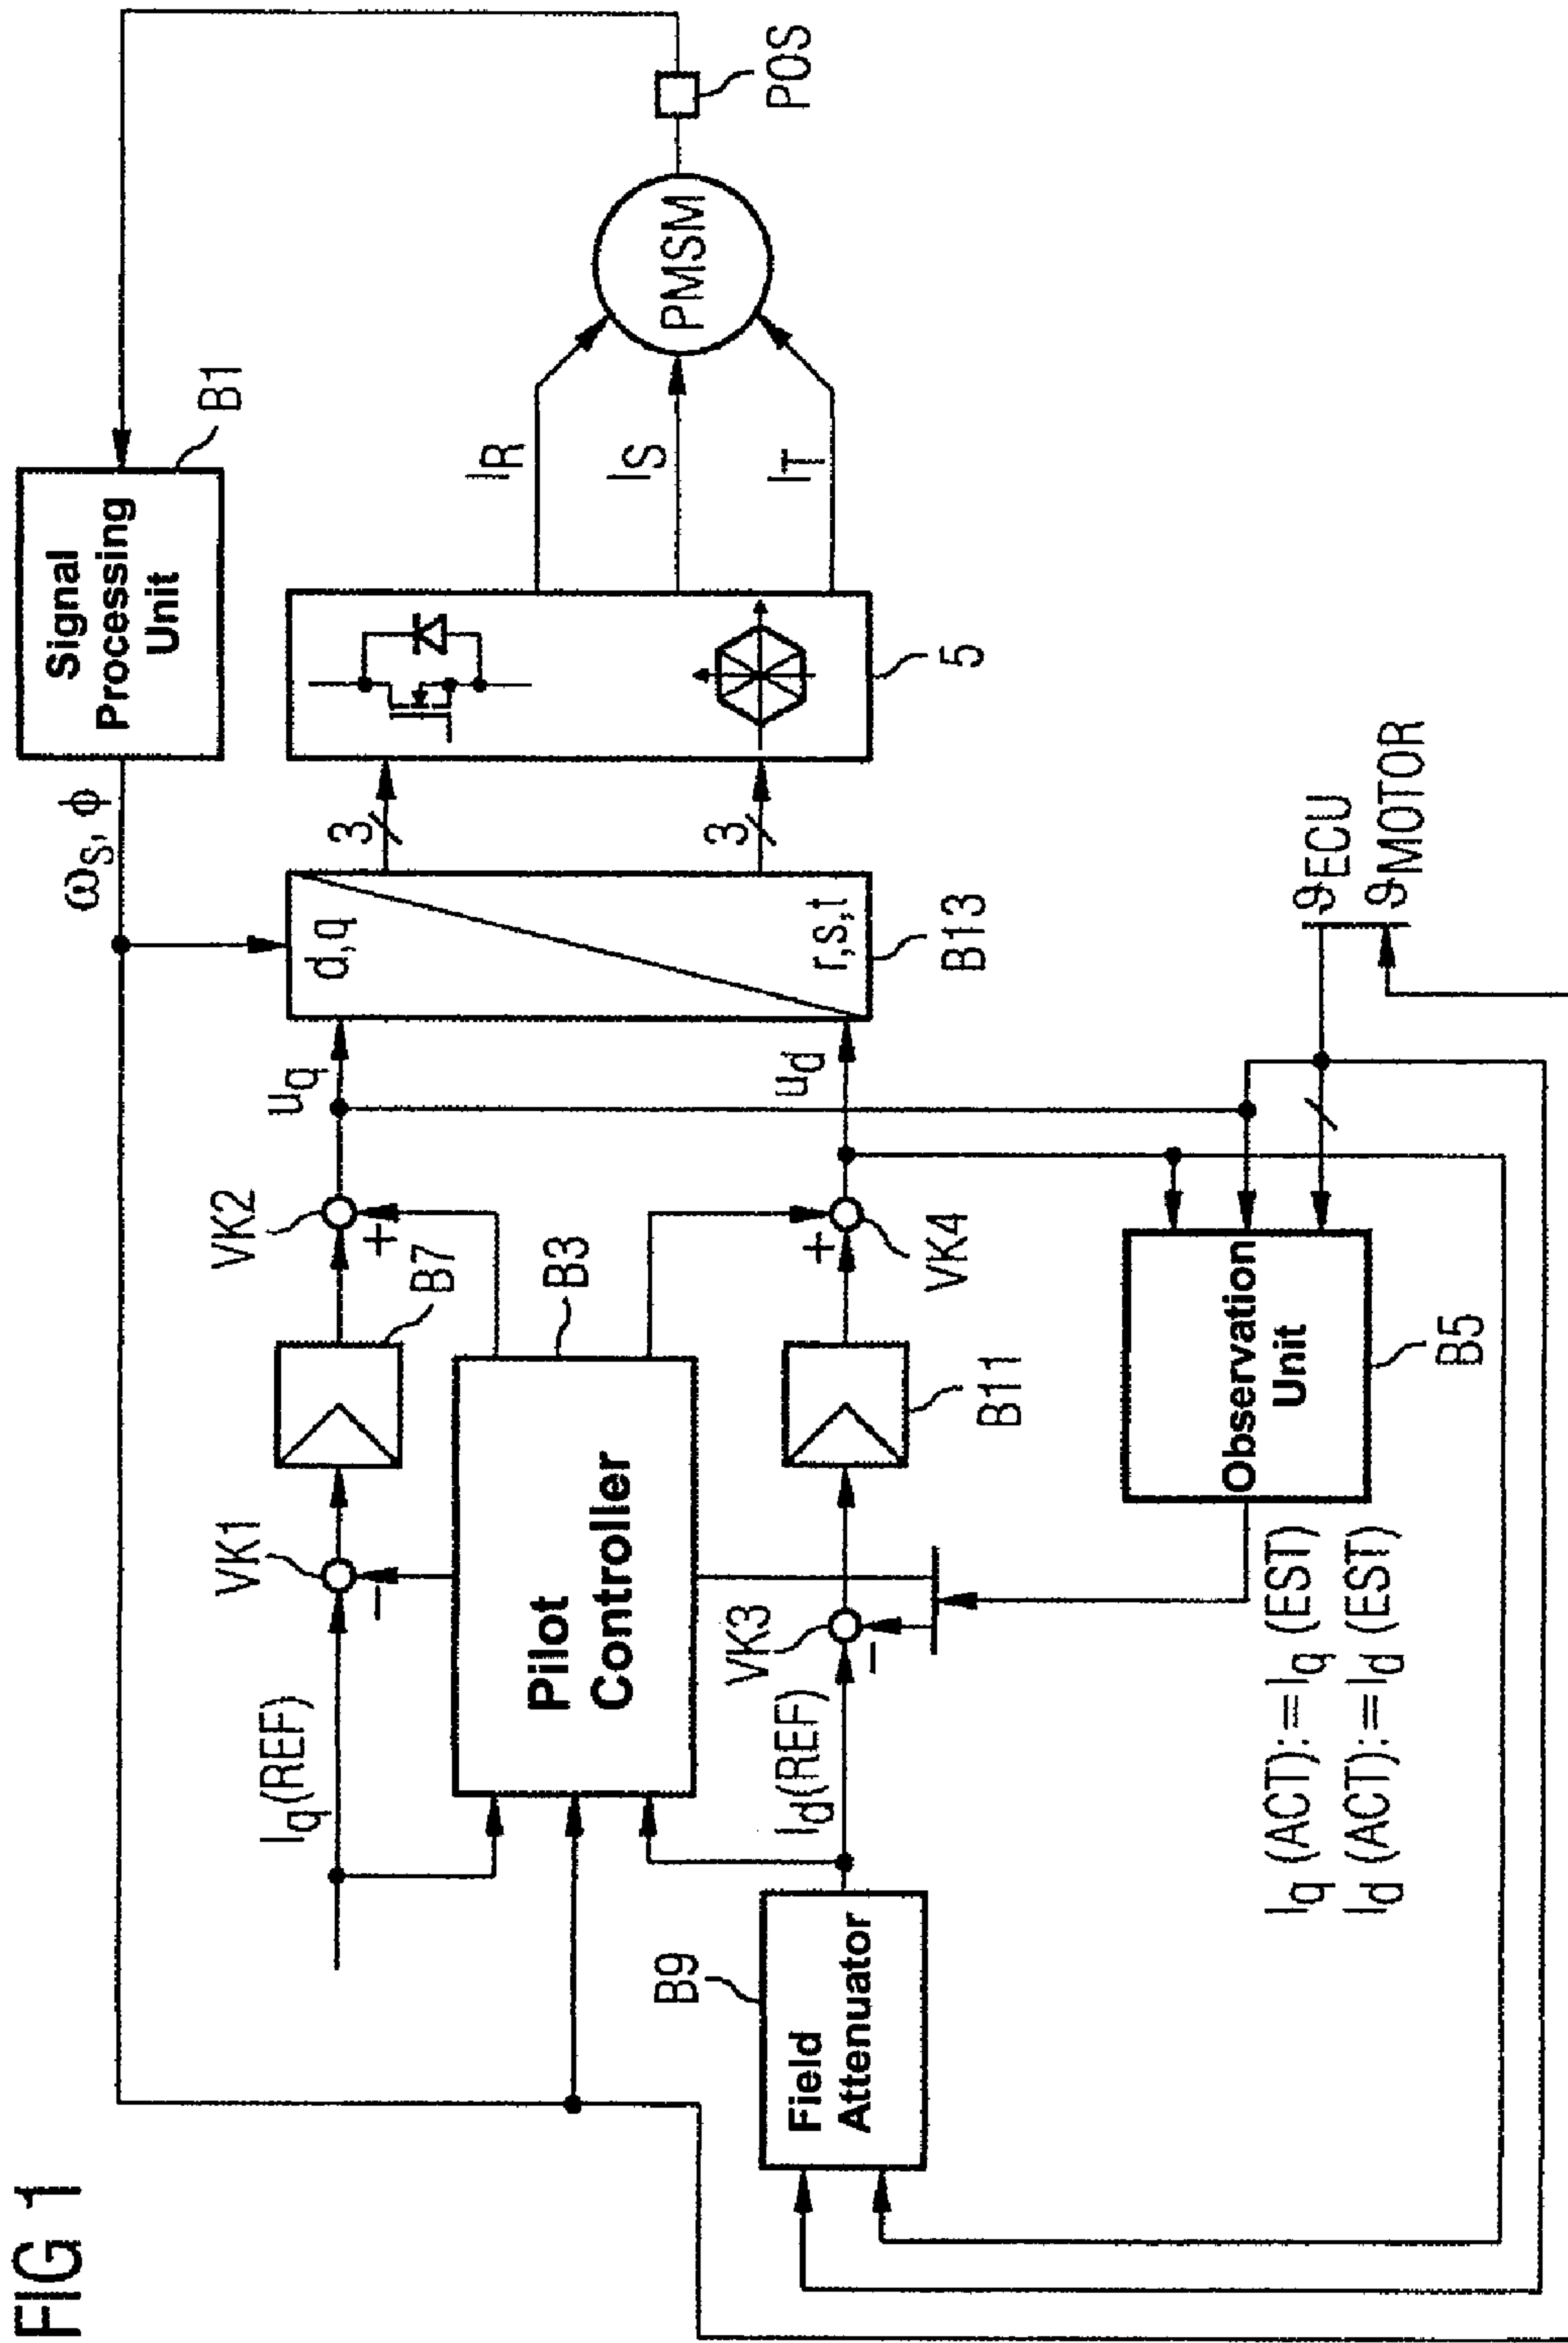 FIG 1
Signal
Processing
Unit
B1
ωS, ϕ
POS
PMSM
IR
IS
IT
5
3
3
d,q
r,s,t
B13
uq
ud
VK2
+
B7
VK1
−
Iq(REF)
B3
Pilot
Controller
VK4
+
B11
VK3
−
Id(REF)
B9
Field
Attenuator
Observation
Unit
B5
ϑECU
ϑMOTOR
Iq (ACT):=Iq (EST)
Id (ACT):=Id (EST)